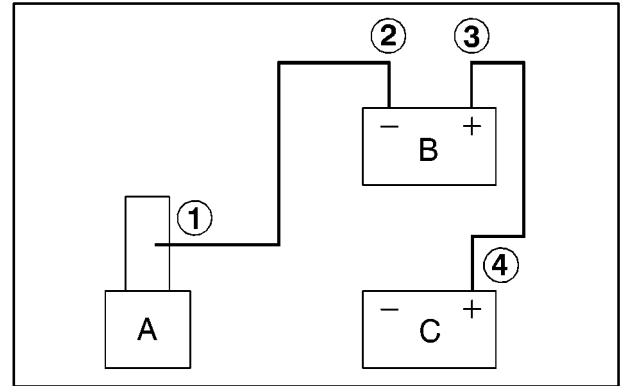 ② ③
− +
B
①
④
A
− +
C